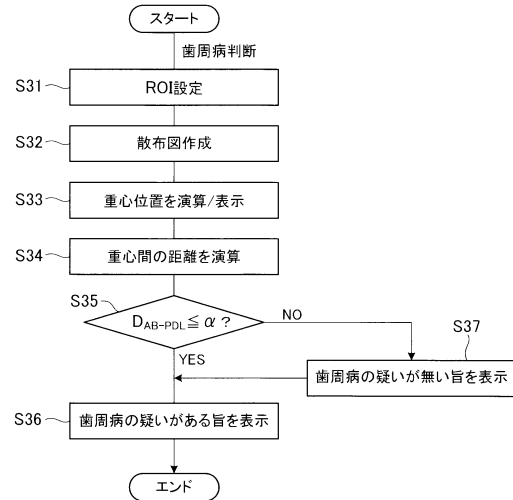 スタート
歯周病判断
S31
ROI設定
S32
散布図作成
S33
重心位置を演算/表示
S34
重心間の距離を演算
S35
DAB-PDL≦α?
NO
S37
YES
歯周病の疑いが無い旨を表示
S36
歯周病の疑いがある旨を表示
エンド